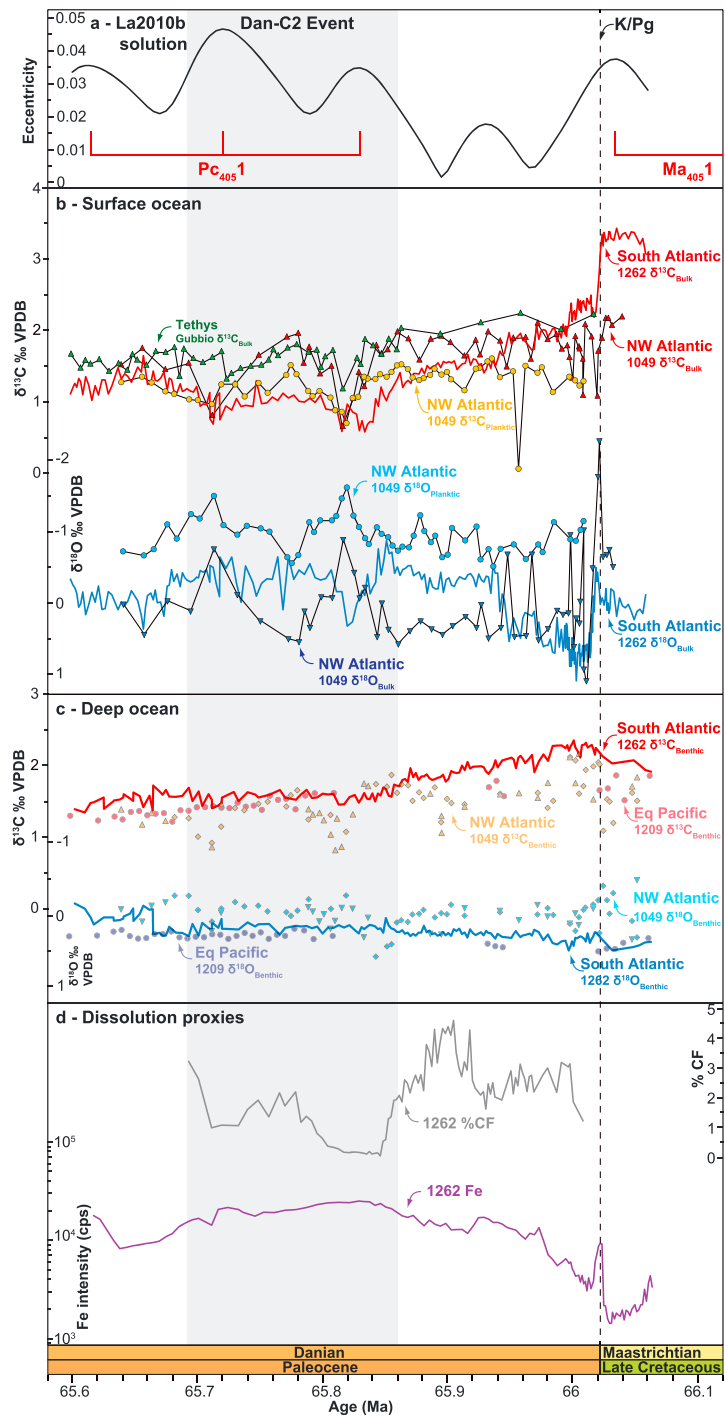 a - La2010b
solution
Dan-C2 Event
K/Pg
0.05
0.04
0.03
0.02
0.01
0
Eccentricity
Pc4051
Ma4051
b - Surface ocean
4
3
2
1
-2
δ13C ‰ VPDB
South Atlantic
1262 δ13CBulk
Tethys
Gubbio δ13CBulk
NW Atlantic
1049 δ13CBulk
NW Atlantic
1049 δ13CPlanktic
0
-1
0
1
δ18O ‰ VPDB
NW Atlantic
1049 δ18OPlanktic
South Atlantic
1262 δ18OBulk
NW Atlantic
1049 δ18OBulk
c - Deep ocean
3
2
1
0
δ13C ‰ VPDB
South Atlantic
1262 δ13CBenthic
Eq Pacific
1209 δ13CBenthic
NW Atlantic
1049 δ13CBenthic
-1
0
1
δ18O ‰
VPDB
NW Atlantic
1049 δ18OBenthic
Eq Pacific
1209 δ18OBenthic
South Atlantic
1262 δ18OBenthic
d - Dissolution proxies
5
4
3
2
1
0
% CF
1262 %CF
105
104
103
Fe intensity (cps)
1262 Fe
Danian
Maastrichtian
Paleocene
Late Cretaceous
65.6
65.7
65.8
65.9
66
66.1
Age (Ma)